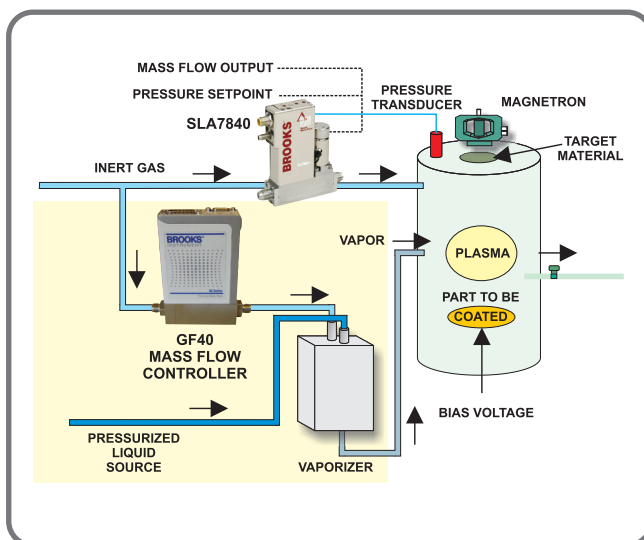 MASS FLOW OUTPUT
PRESSURE SETPOINT
SLA7840
PRESSURE
TRANSDUCER
MAGNETRON
TARGET
MATERIAL
BROOKS
INERT GAS
BROOKS
INSTRUMENT
VAPOR
PLASMA
PART TO BE
COATED
GF40
MASS FLOW
CONTROLLER
BIAS VOLTAGE
PRESSURIZED
LIQUID
SOURCE
VAPORIZER